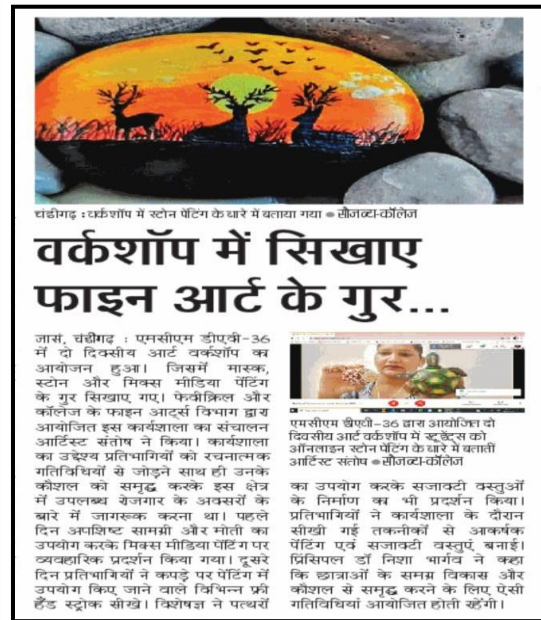 चंडीगढ़ : वर्कशॉप में स्टोन पेंटिंग के बारे में बताया गया ● सौजन्य-कॉलेज
वर्कशॉप में सिखाए
फाइन आर्ट के गुर...
जासं, चंडीगढ़ : एमसीएम डीएवी-36
में दो दिवसीय आर्ट वर्कशॉप का
आयोजन हुआ। जिसमें मास्क,
स्टोन और मिक्स मीडिया पेंटिंग
के गुर सिखाए गए। फेवीक्रिल और
कॉलेज के फाइन आर्ट्स विभाग द्वारा
आयोजित इस कार्यशाला का संचालन
आर्टिस्ट संतोष ने किया। कार्यशाला
का उद्देश्य प्रतिभागियों को रचनात्मक
गतिविधियों से जोड़ने साथ ही उनके
कौशल को समृद्ध करके इस क्षेत्र
में उपलब्ध रोजगार के अवसरों के
बारे में जागरूक करना था। पहले
दिन अपशिष्ट सामग्री और मोती का
उपयोग करके मिक्स मीडिया पेंटिंग पर
व्यवहारिक प्रदर्शन किया गया। दूसरे
दिन प्रतिभागियों ने कपड़े पर पेंटिंग में
उपयोग किए जाने वाले विभिन्न फ्री
हैंड स्ट्रोक सीखे। विशेषज्ञ ने पत्थरों
एमसीएम डीएवी-36 द्वारा आयोजित दो
दिवसीय आर्ट वर्कशॉप में स्टूडेंट्स को
ऑनलाइन स्टोन पेंटिंग के बारे में बतातीं
आर्टिस्ट संतोष ● सौजन्य-कॉलेज
का उपयोग करके सजावटी वस्तुओं
के निर्माण का भी प्रदर्शन किया।
प्रतिभागियों ने कार्यशाला के दौरान
सीखी गई तकनीकों से आकर्षक
पेंटिंग एवं सजावटी वस्तुएं बनाई।
प्रिंसिपल डॉ निशा भार्गव ने कहा
कि छात्राओं के समग्र विकास और
कौशल से समृद्ध करने के लिए ऐसी
गतिविधियां आयोजित होती रहेंगी।